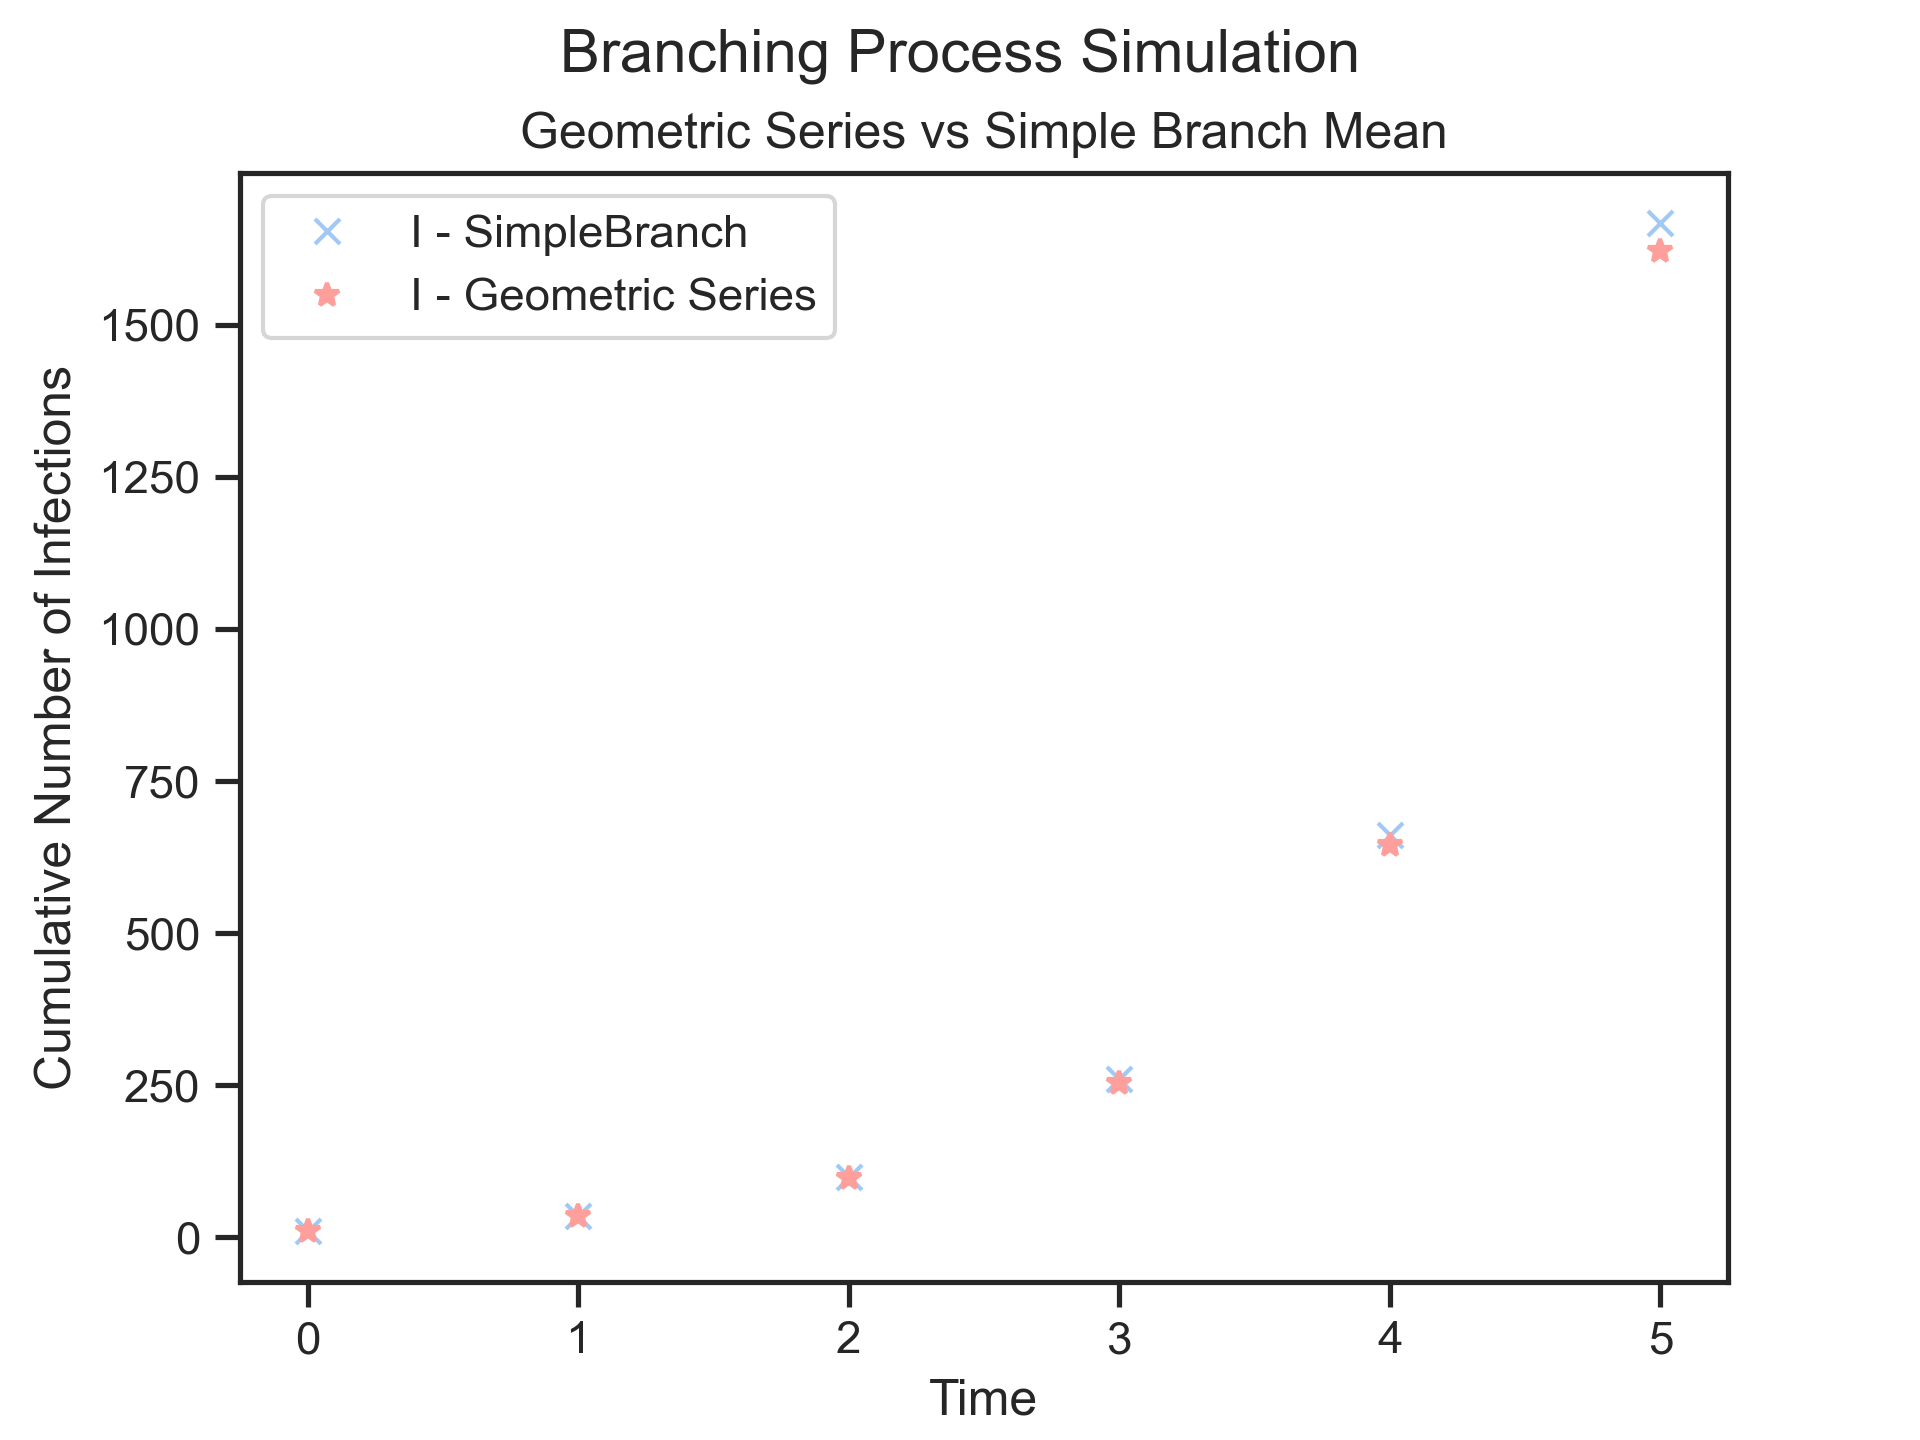 Branching Process Simulation
Geometric Series vs Simple Branch Mean
I - SimpleBranch
I - Geometric Series
Cumulative Number of Infections
1500
1250
1000
750
500
250
0
0 1 2 3 4 5
Time